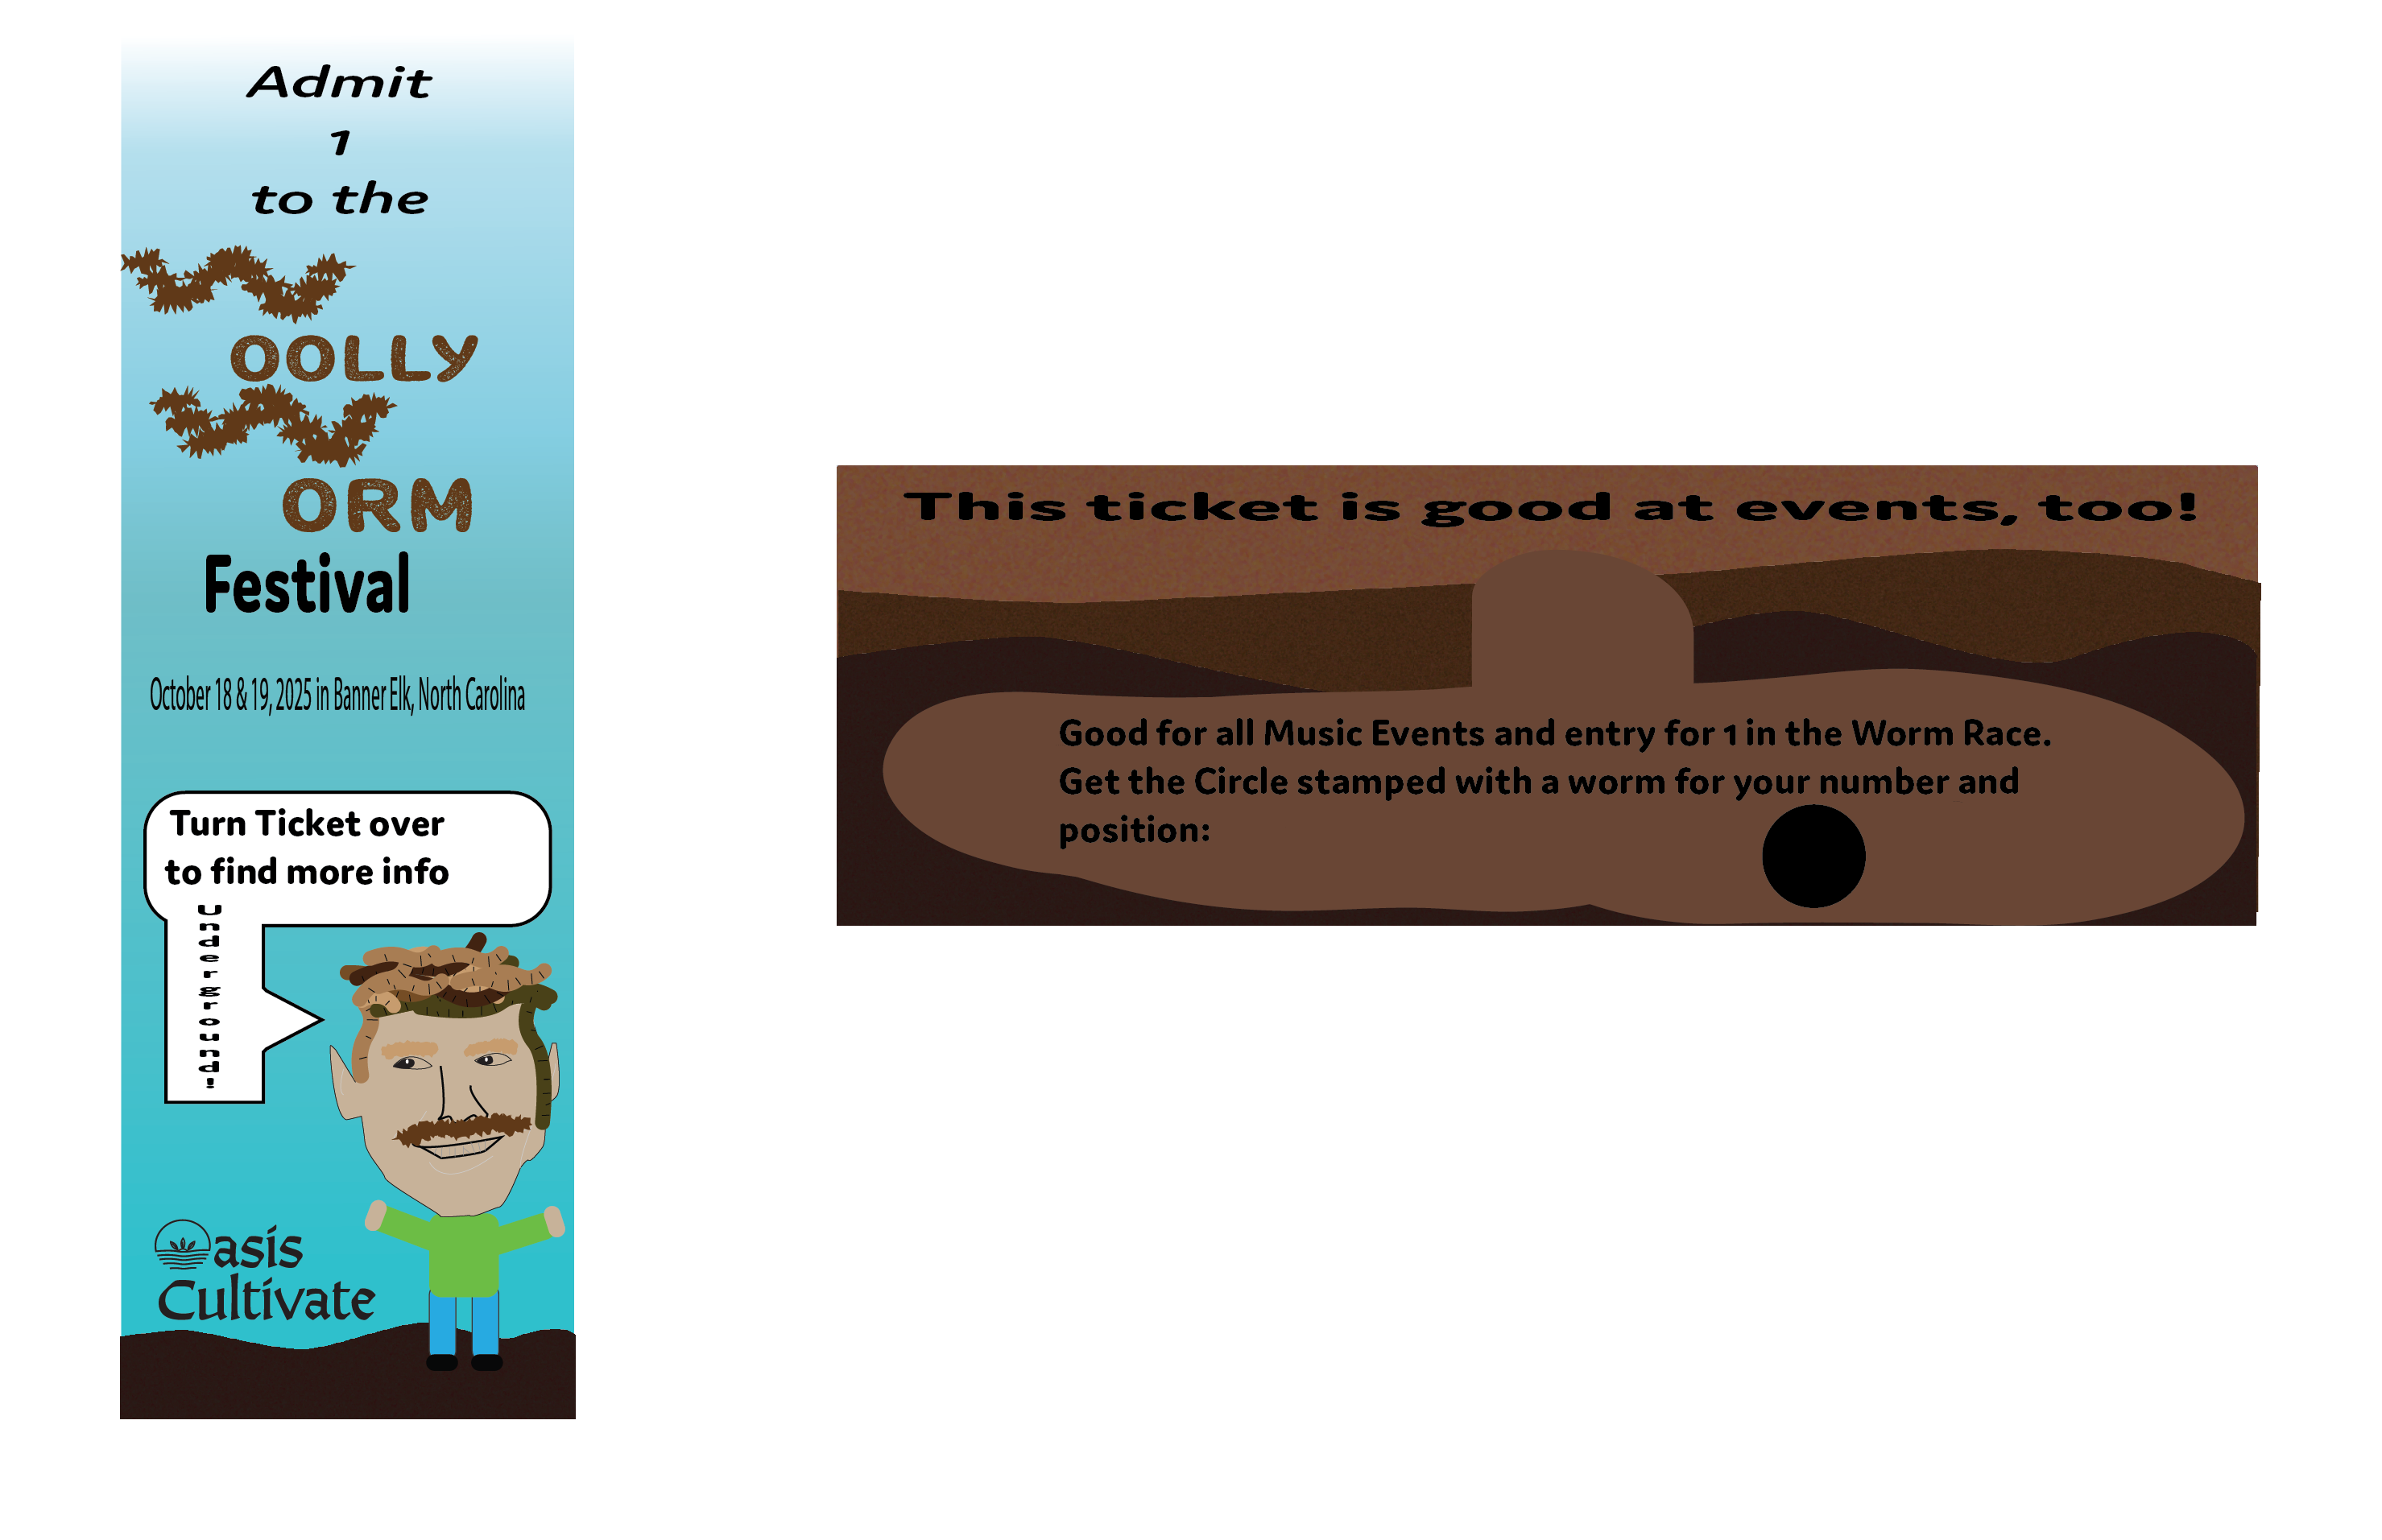 Admit
1
to the
OOLLY
ORM
Festival
October 18 & 19, 2025 in Banner Elk, North Carolina
Turn Ticket over
to find more info
underground!
asis
Cultivate
This ticket is good at events, too!
Good for all Music Events and entry for 1 in the Worm Race.
Get the Circle stamped with a worm for your number and
position: